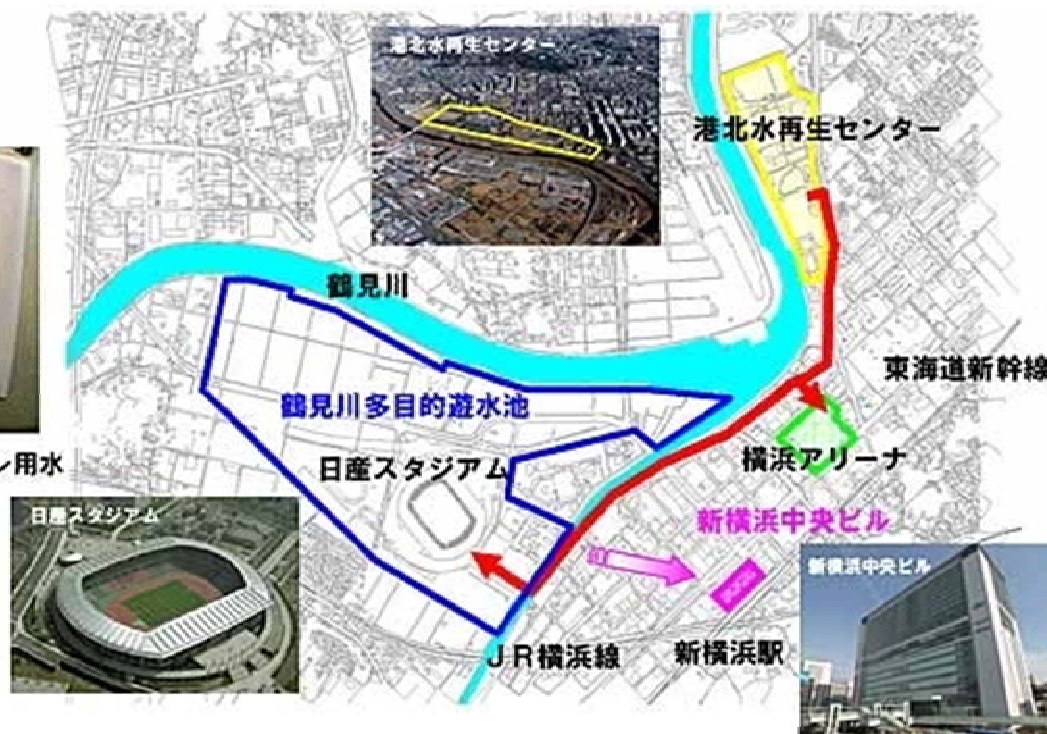 港北水再生センター
港北水再生センター
鶴見川
東海道新幹線
鶴見川多目的遊水池
日産スタジアム
横浜アリーナ
ン用水
新横浜中央ビル
日産スタジアム
新横浜中央ビル
JR横浜線
新横浜駅